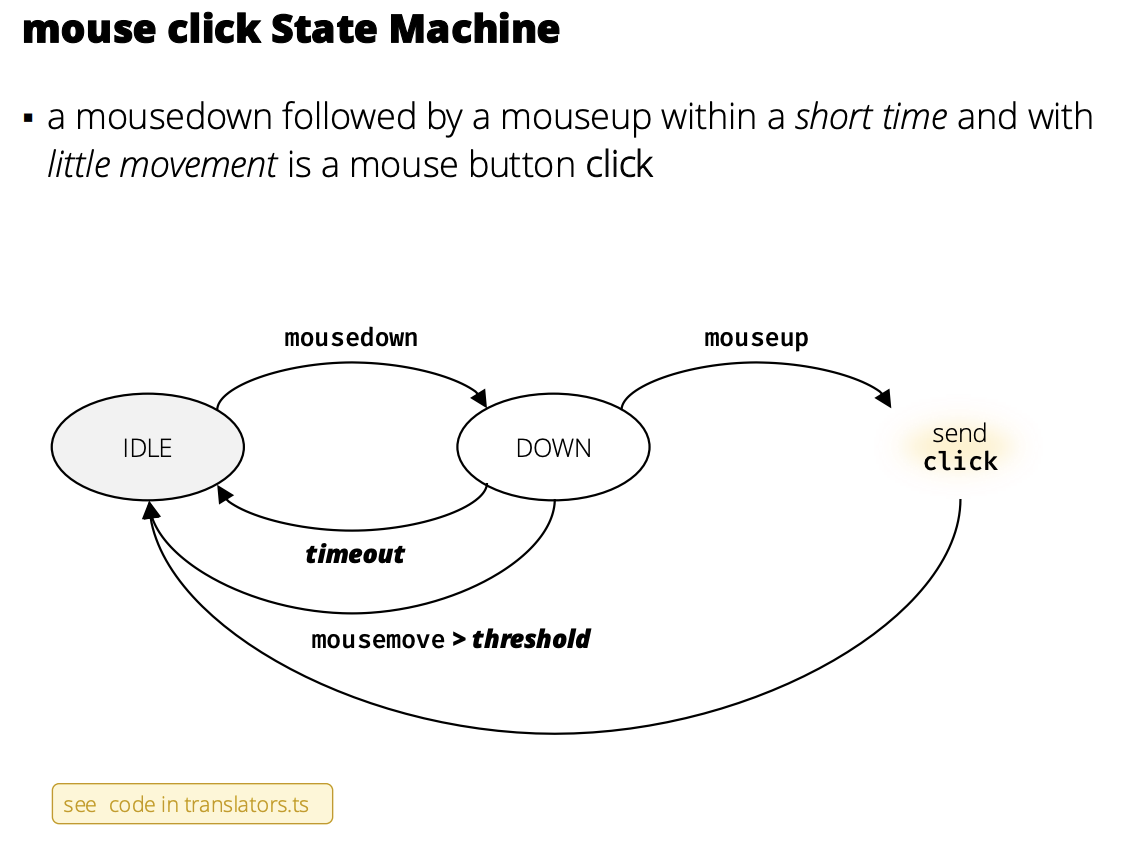 mouse click State Machine
▪ a mousedown followed by a mouseup within a short time and with
little movement is a mouse button click
mousedown
mouseup
IDLE
DOWN
send
click
timeout
mousemove > threshold
see code in translators.ts